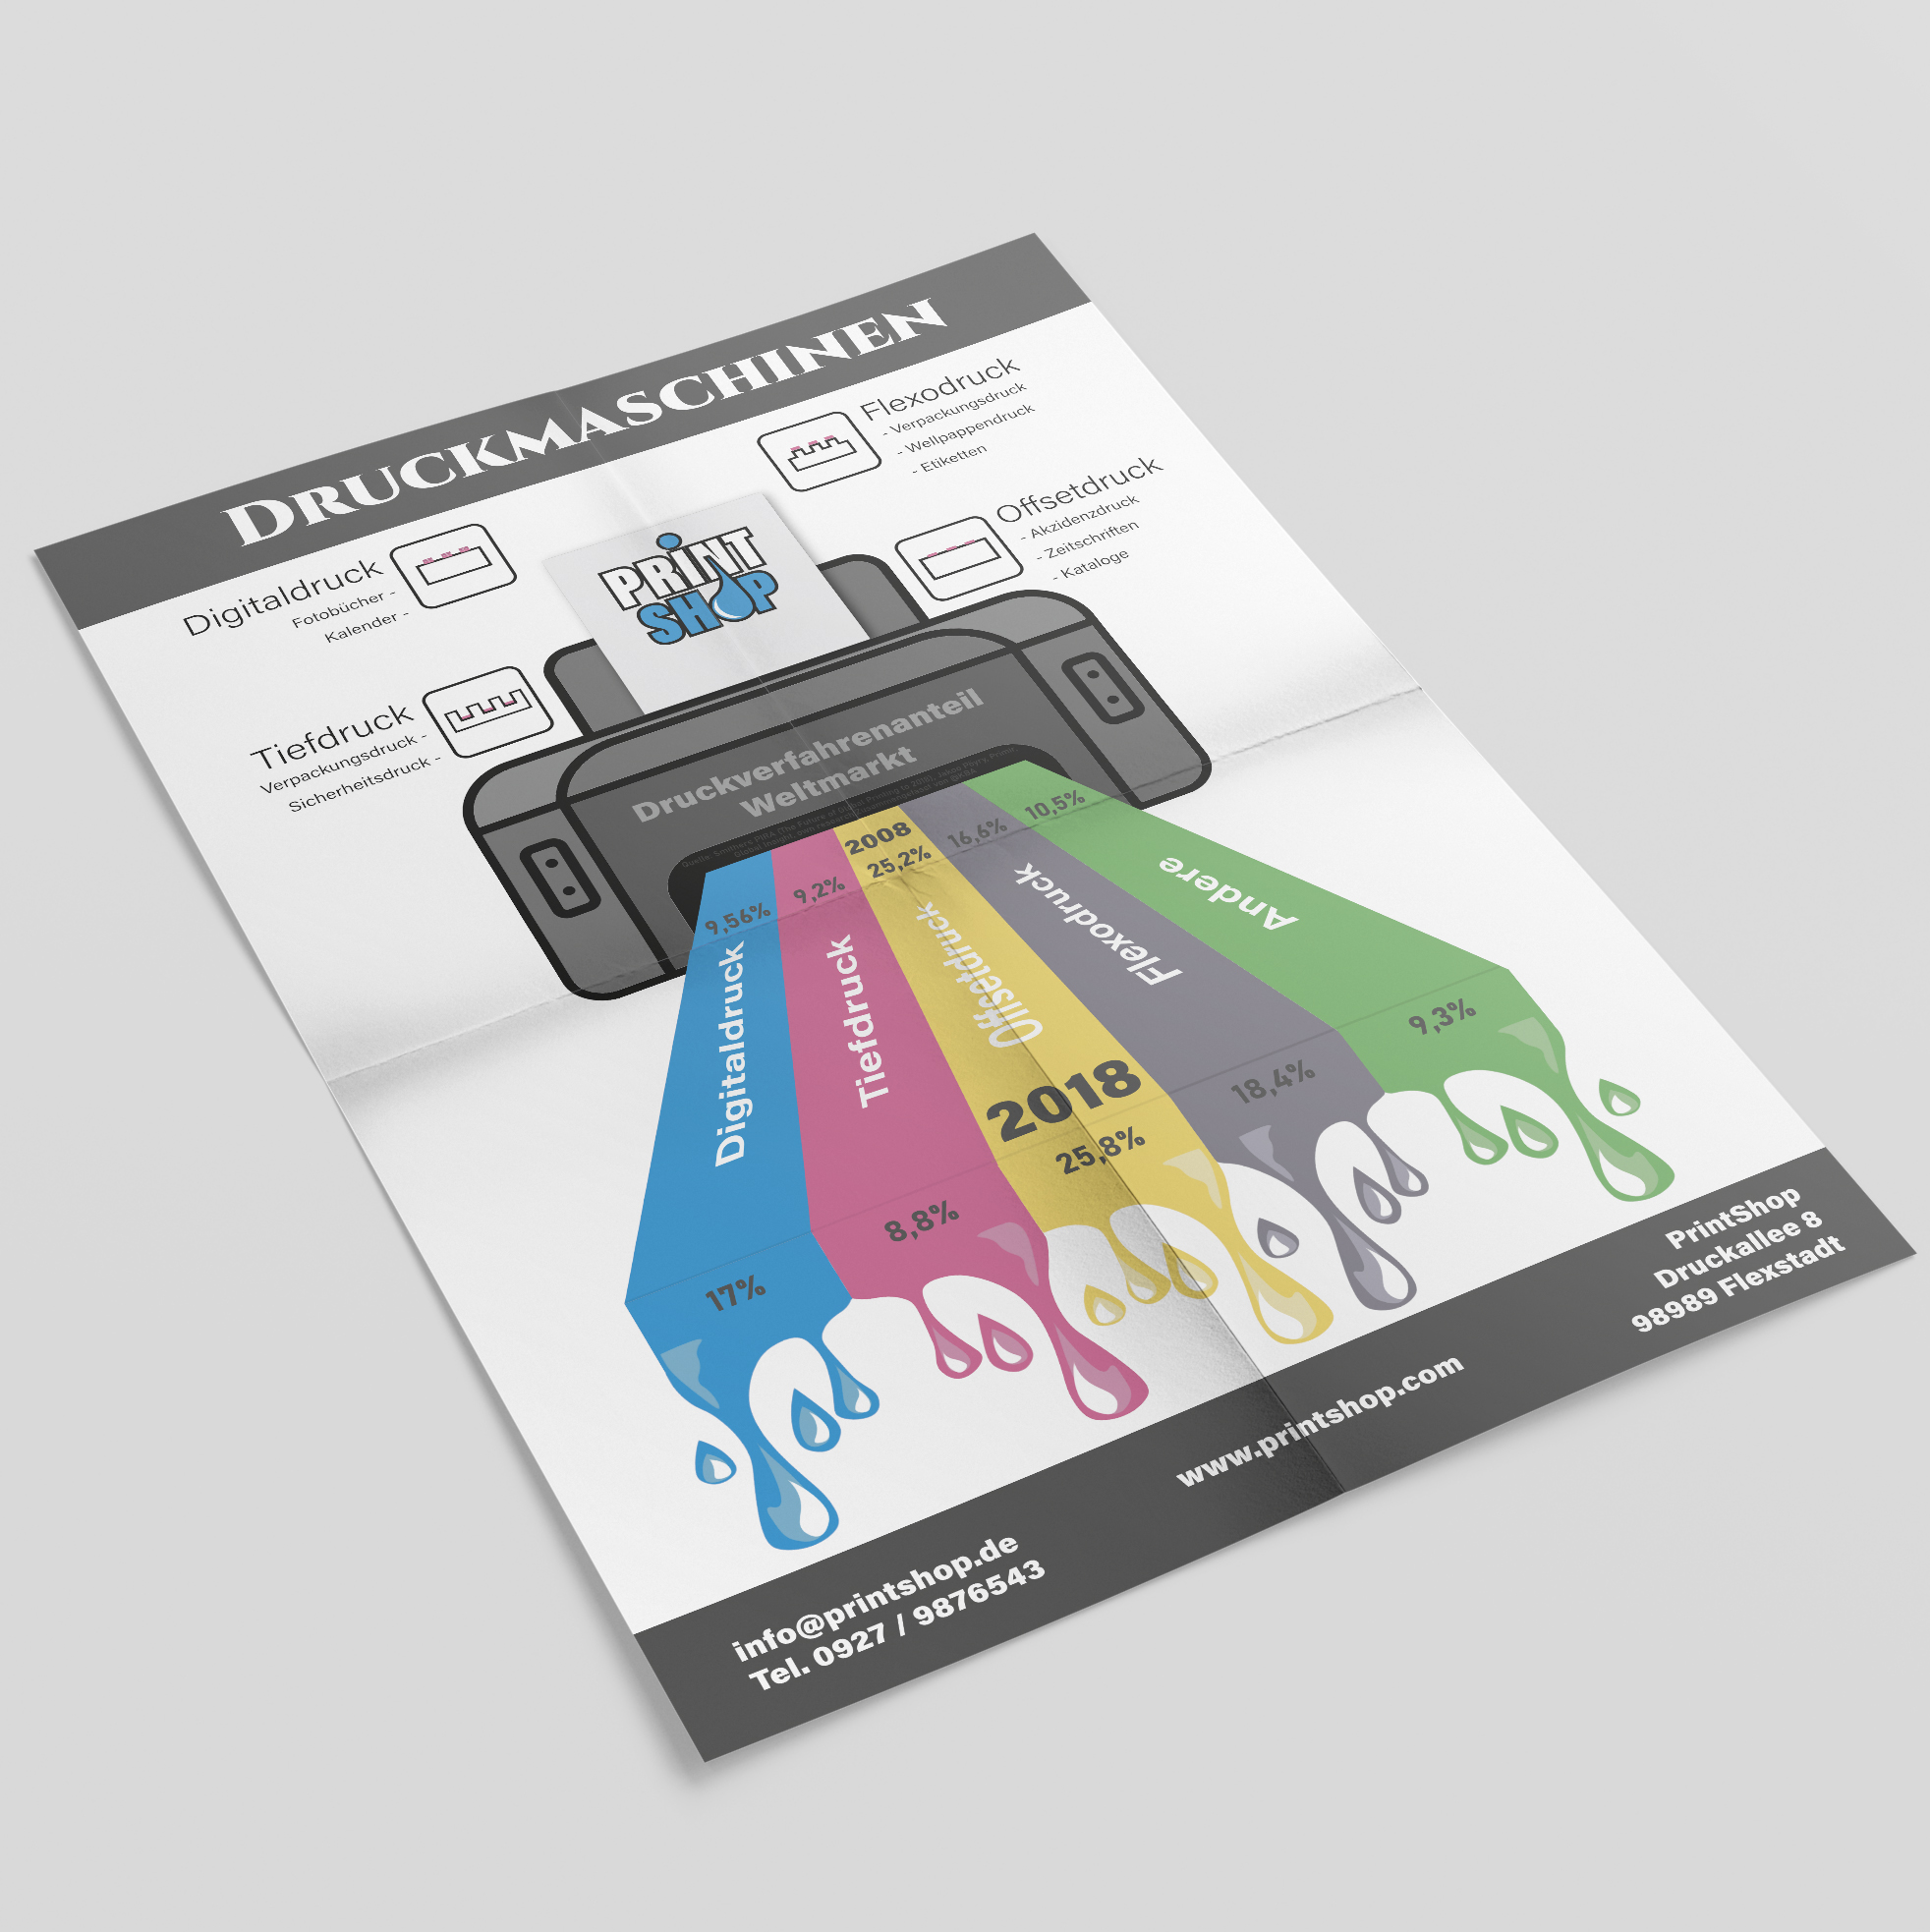 DRUCKMASCHINEN
Digitaldruck
Fotobücher -
Kalender -
Tiefdruck
Verpackungsdruck -
Sicherheitsdruck -
Flexodruck
- Verpackungsdruck
- Wellpappendruck
- Etiketten
Offsetdruck
- Akzidenzdruck
- Zeitschriften
- Kataloge
PRiNT
SHOP
Druckverfahrenanteil
Weltmarkt
2008
9,56%
9,2%
25,2%
16,6%
10,5%
Digitaldruck
Tiefdruck
Offsetdruck
Flexodruck
Andere
2018
17%
8,8%
25,8%
18,4%
9,3%
info@printshop.de
Tel. 0927 / 9876543
www.printshop.com
PrintShop
Druckallee 8
98989 Flexstadt